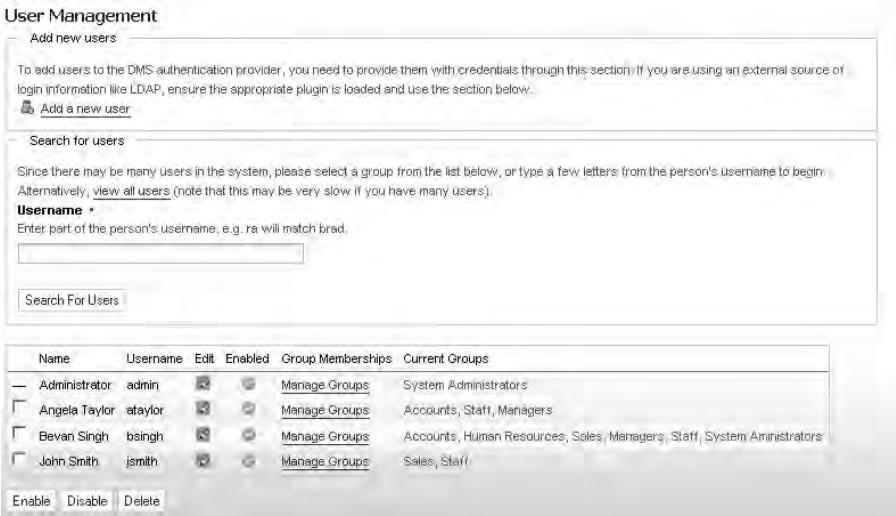 User Management
Add new users
To add users to the DMS authentication provider, you need to provide them with credentials through this section. If you are using an external source of
login information like LDAP, ensure the appropriate plugin is loaded and use the section below.
Add a new user
Search for users
Since there may be many users in the system, please select a group from the list below, or type a few letters from the person's username to begin.
Alternatively, view all users (note that this may be very slow if you have many users).
Username •
Enter part of the person's username, e.g. ra will match brad.
Search For Users
Name Username Edit Enabled Group Memberships Current Groups
— Administrator admin Manage Groups System Administrators
Angela Taylor ataylor Manage Groups Accounts, Staff, Managers
Bevan Singh bsingh Manage Groups Accounts, Human Resources, Sales, Managers, Staff, System Aministrators
John Smith jsmith Manage Groups Sales, Staff
Enable Disable Delete